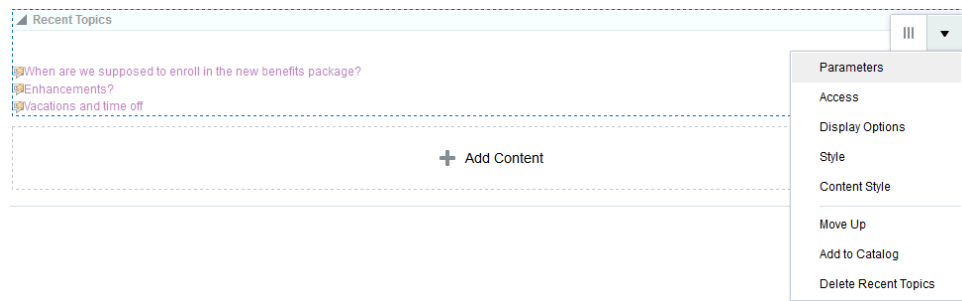 Recent Topics
When are we supposed to enroll in the new benefits package?
Enhancements?
Vacations and time off
Add Content
Parameters
Access
Display Options
Style
Content Style
Move Up
Add to Catalog
Delete Recent Topics